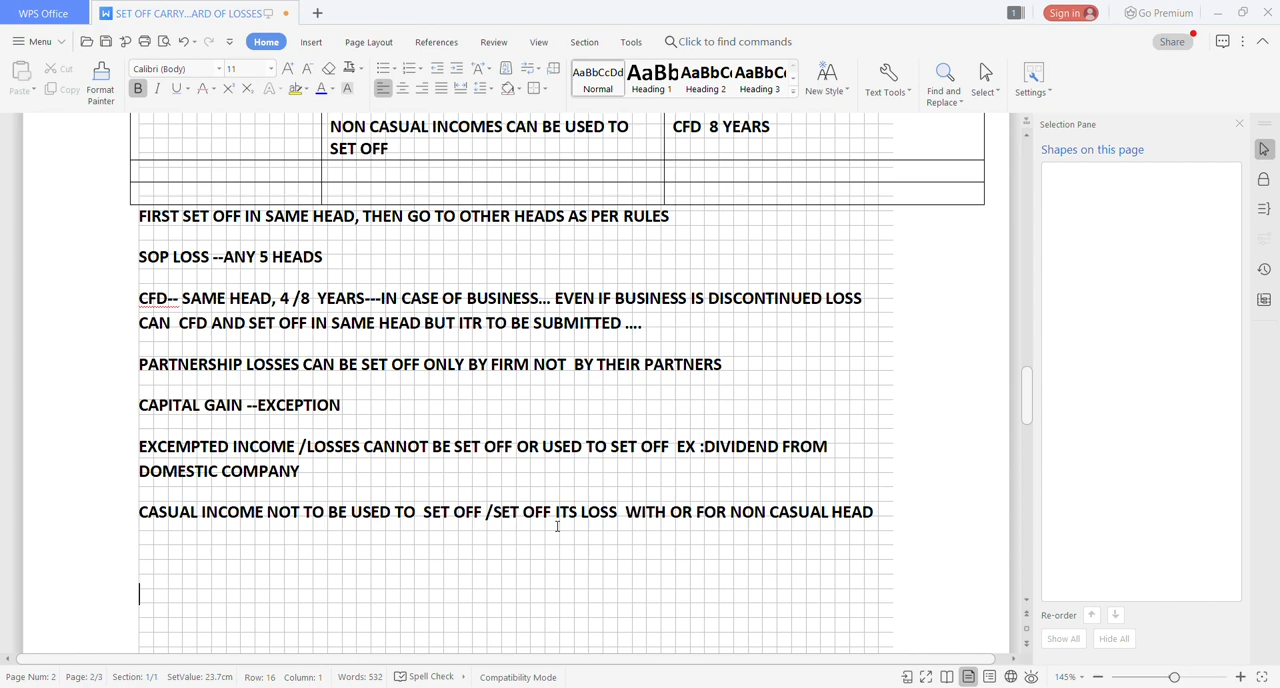 WPS Office
SET OFF CARRY...ARD OF LOSSES
1
Sign in
Go Premium
Menu
Home
Insert
Page Layout
References
Review
View
Section
Tools
Click to find commands
Share
Paste
Cut
Copy
Format Painter
Calibri (Body)
11
AaBbCcDd
Normal
AaBb
Heading 1
AaBbC
Heading 2
AaBbC
Heading 3
New Style
Text Tools
Find and Replace
Select
Settings
NON CASUAL INCOMES CAN BE USED TO
SET OFF
CFD 8 YEARS
FIRST SET OFF IN SAME HEAD, THEN GO TO OTHER HEADS AS PER RULES
SOP LOSS --ANY 5 HEADS
CFD-- SAME HEAD, 4 /8 YEARS---IN CASE OF BUSINESS... EVEN IF BUSINESS IS DISCONTINUED LOSS
CAN CFD AND SET OFF IN SAME HEAD BUT ITR TO BE SUBMITTED ....
PARTNERSHIP LOSSES CAN BE SET OFF ONLY BY FIRM NOT BY THEIR PARTNERS
CAPITAL GAIN --EXCEPTION
EXCEMPTED INCOME /LOSSES CANNOT BE SET OFF OR USED TO SET OFF EX :DIVIDEND FROM
DOMESTIC COMPANY
CASUAL INCOME NOT TO BE USED TO SET OFF /SET OFF ITS LOSS WITH OR FOR NON CASUAL HEAD
Selection Pane
Shapes on this page
Re-order
Show All
Hide All
Page Num: 2
Page: 2/3
Section: 1/1
SetValue: 23.7cm
Row: 16
Column: 1
Words: 532
Spell Check
Compatibility Mode
145%